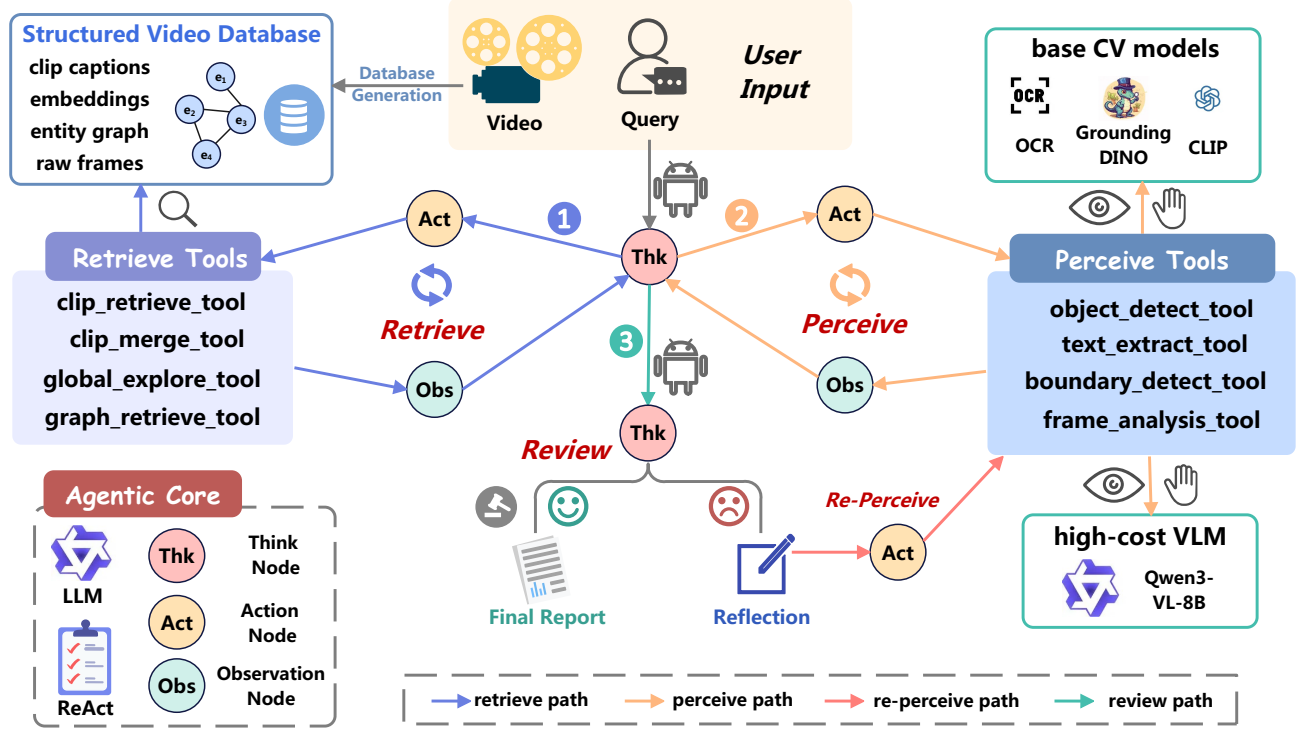 Structured Video Database
clip captions
embeddings
entity graph
raw frames
e1
e2
e3
e4
Database
Generation
Video
Query
User
Input
base CV models
OCR
OCR
Grounding
DINO
CLIP
Act
1
Thk
2
Act
Retrieve Tools
clip_retrieve_tool
clip_merge_tool
global_explore_tool
graph_retrieve_tool
Retrieve
Obs
3
Perceive
Obs
Perceive Tools
object_detect_tool
text_extract_tool
boundary_detect_tool
frame_analysis_tool
Thk
Review
Final Report
Reflection
Re-Perceive
Act
high-cost VLM
Qwen3-
VL-8B
Agentic Core
LLM
ReAct
Thk
Think
Node
Act
Action
Node
Obs
Observation
Node
retrieve path
perceive path
re-perceive path
review path